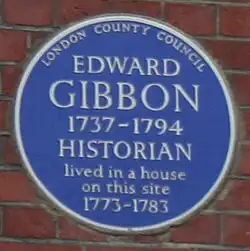 LONDON COUNTY COUNCIL
EDWARD
GIBBON
1737-1794
HISTORIAN
lived in a house
on this site
1773-1783